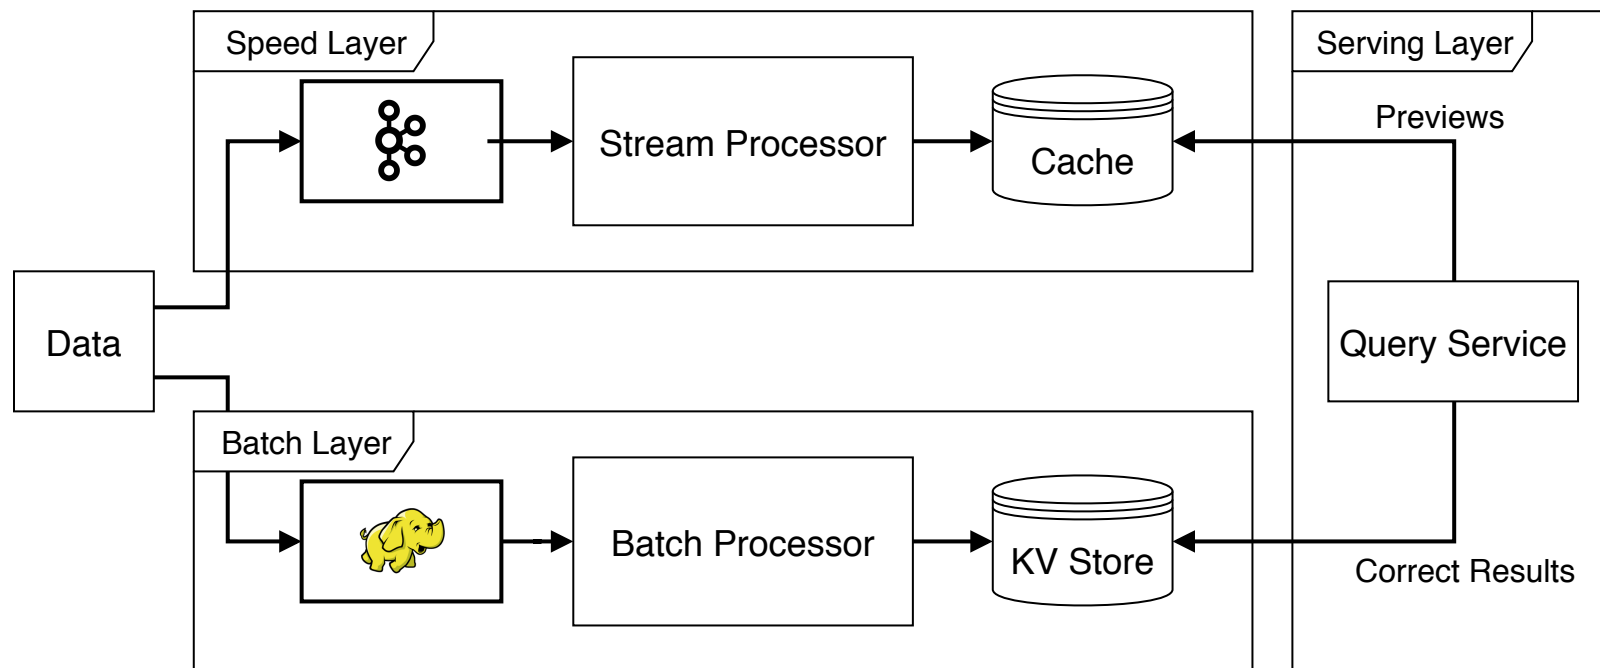 Speed Layer
Serving Layer
Previews
Stream Processor
Cache
Data
Query Service
Batch Layer
Batch Processor
KV Store
Correct Results